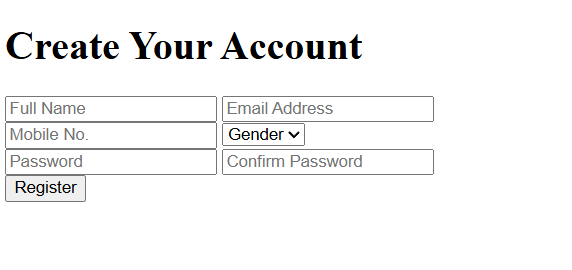 Create Your Account
Full Name Email Address
Mobile No. Gender
Password Confirm Password
Register